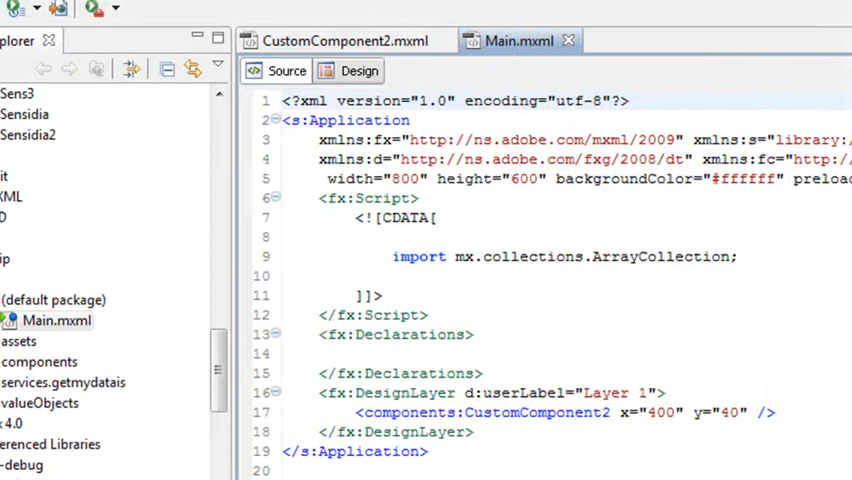 CustomComponent2.mxml
Main.mxml
plorer
Source
Design
Sens3
Sensidia
Sensidia2
it
XML
D
ip
(default package)
Main.mxml
assets
components
services.getmydatais
valueObjects
x 4.0
erenced Libraries
-debug
1 <?xml version="1.0" encoding="utf-8"?>
2 <s:Application
3 xmlns:fx="http://ns.adobe.com/mxml/2009" xmlns:s="library:/
4 xmlns:d="http://ns.adobe.com/fxg/2008/dt" xmlns:fc="http:/
5 width="800" height="600" backgroundColor="#ffffff" preload
6 <fx:Script>
7 <![CDATA[
8
9 import mx.collections.ArrayCollection;
10
11 ]]>
12 </fx:Script>
13 <fx:Declarations>
14
15 </fx:Declarations>
16 <fx:DesignLayer d:userLabel="Layer 1">
17 <components:CustomComponent2 x="400" y="40" />
18 </fx:DesignLayer>
19 </s:Application>
20